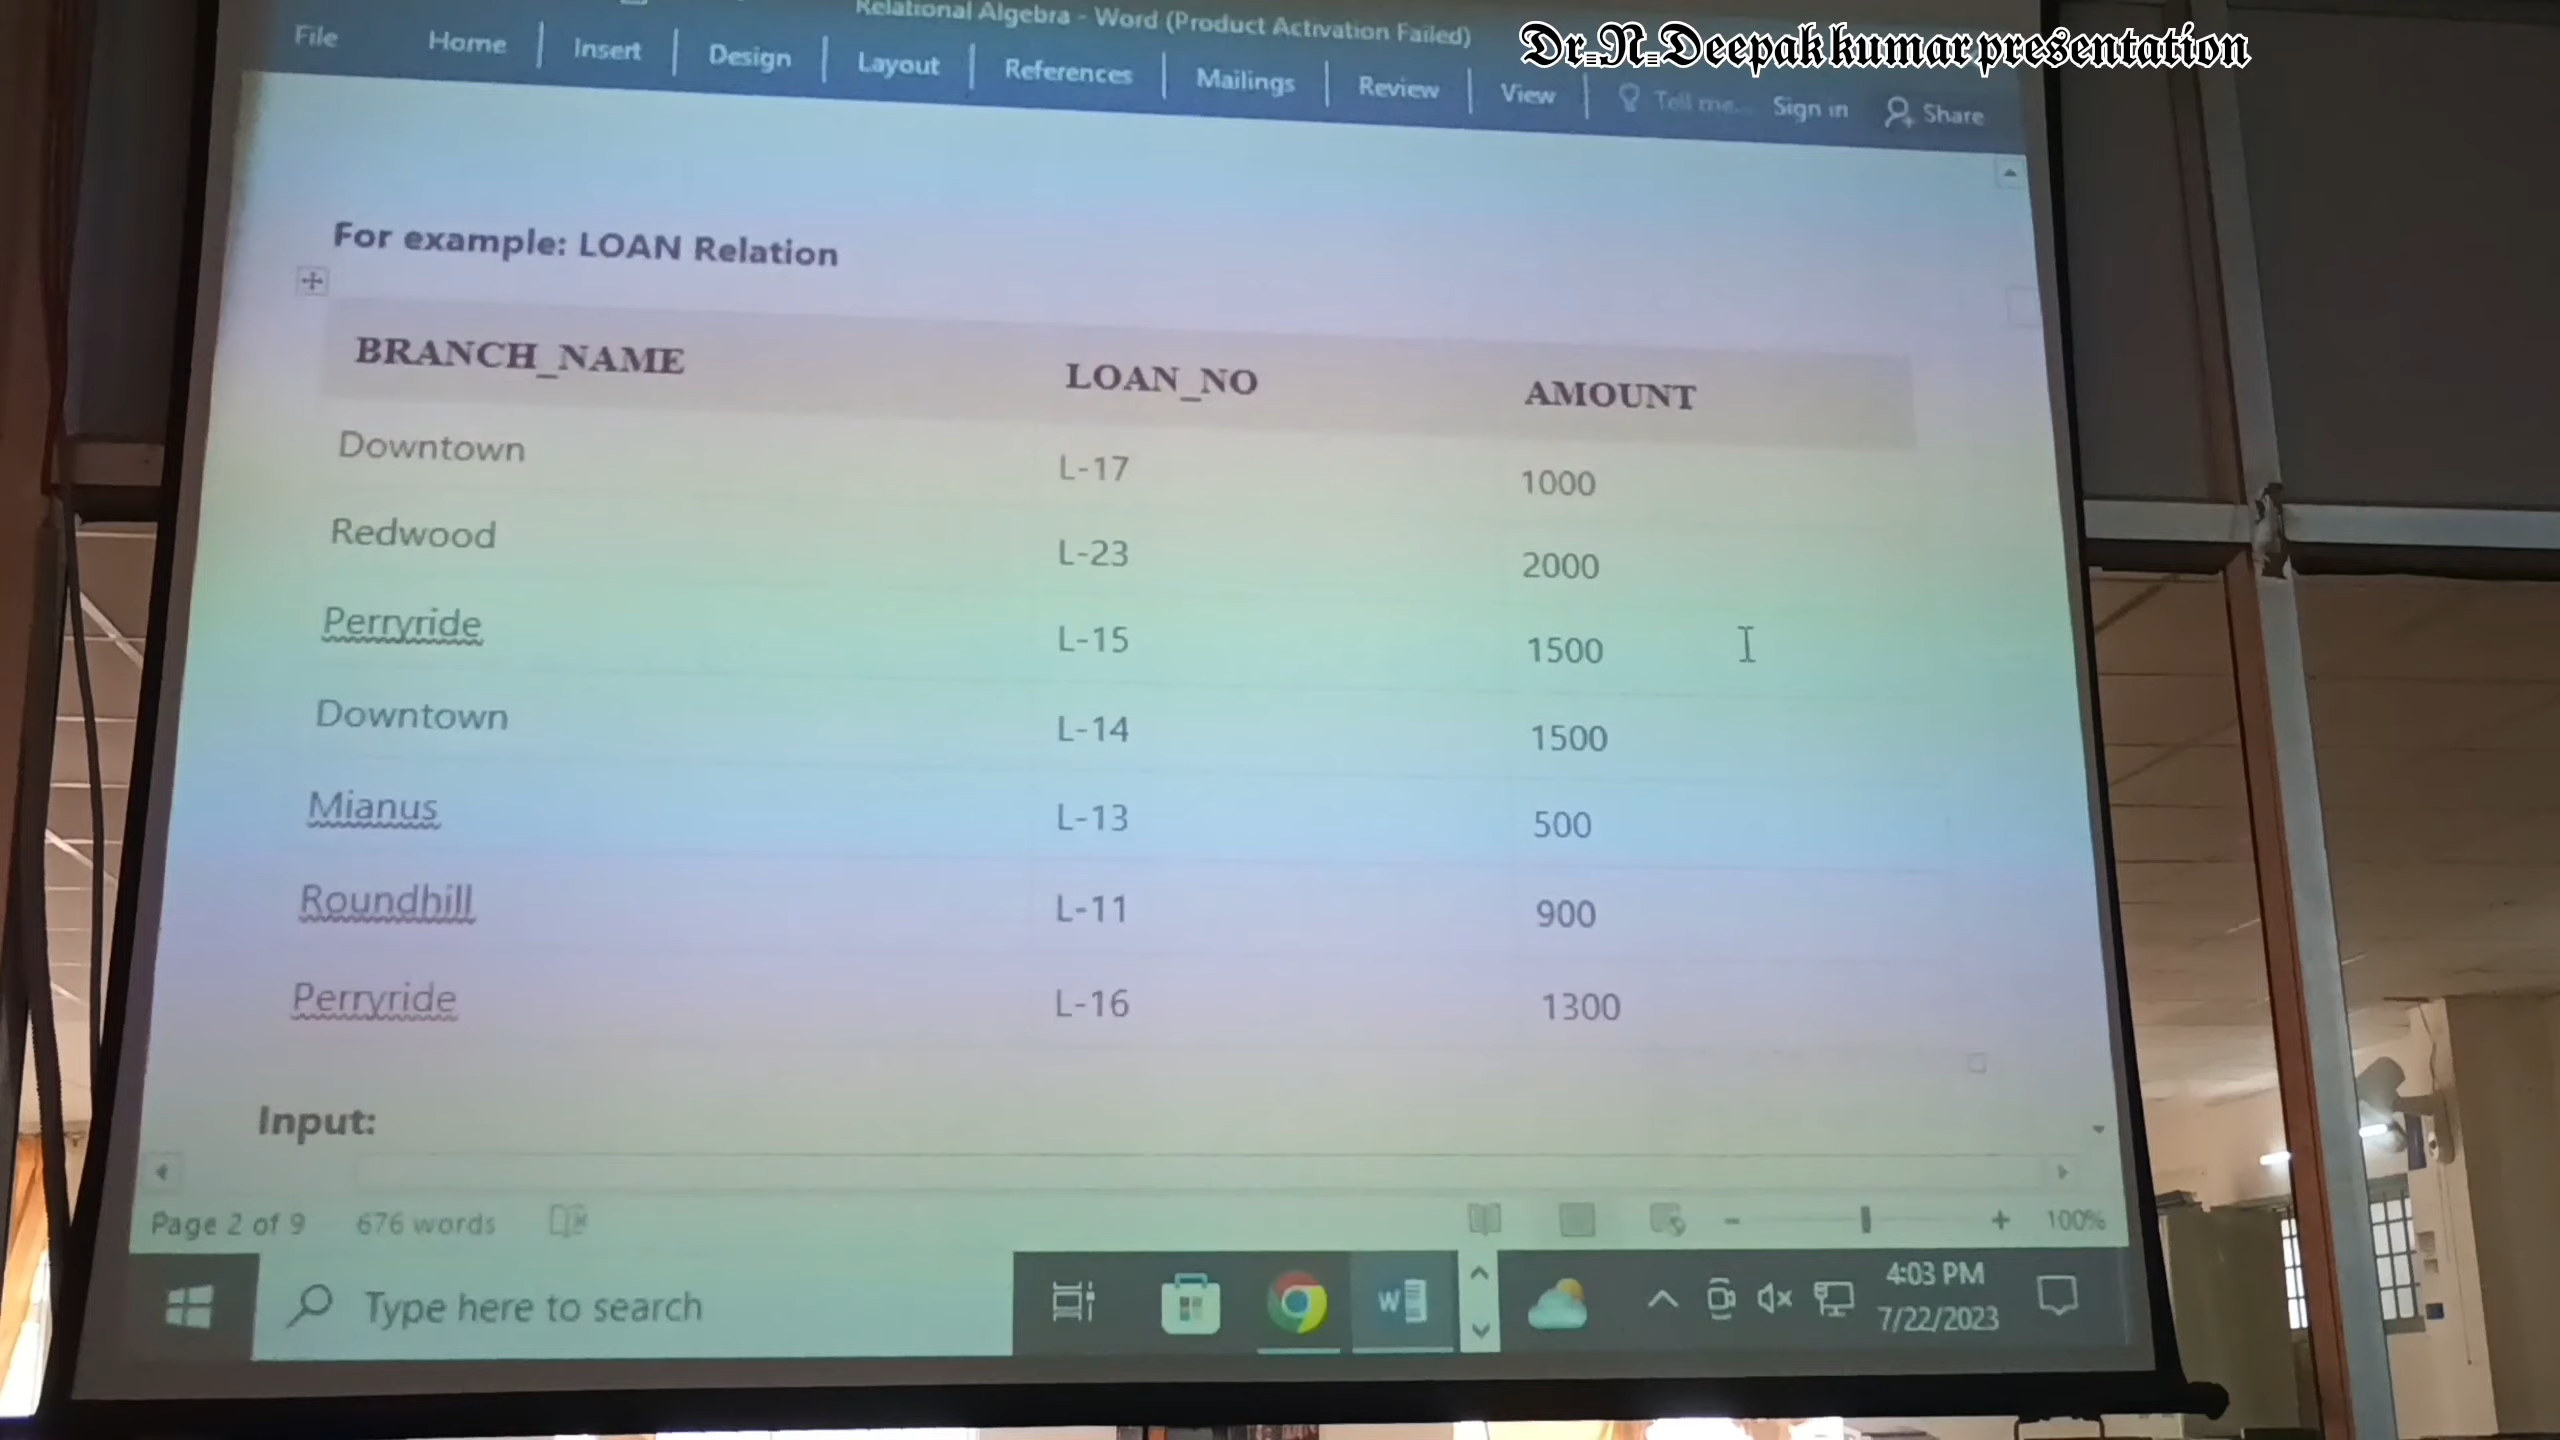 Relational Algebra - Word (Product Activation Failed)
Dr.N.Deepak kumar presentation
File Home Insert Design Layout References Mailings Review View Tell me... Sign in Share
For example: LOAN Relation
BRANCH_NAME LOAN_NO AMOUNT
Downtown L-17 1000
Redwood L-23 2000
Perryride L-15 1500
Downtown L-14 1500
Mianus L-13 500
Roundhill L-11 900
Perryride L-16 1300
Input:
Page 2 of 9 676 words 100%
Type here to search
W
4:03 PM
7/22/2023